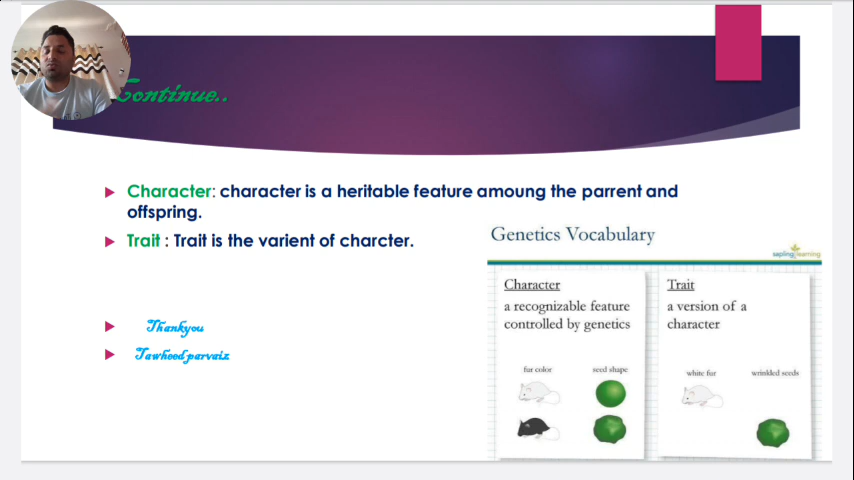 Continue..
Character: character is a heritable feature amoung the parrent and
offspring.
Trait : Trait is the varient of charcter.
Thankyou
Tawheed parvaiz
Genetics Vocabulary
sapling learning
Character
a recognizable feature
controlled by genetics
fur color
seed shape
Trait
a version of a
character
white fur
wrinkled seeds